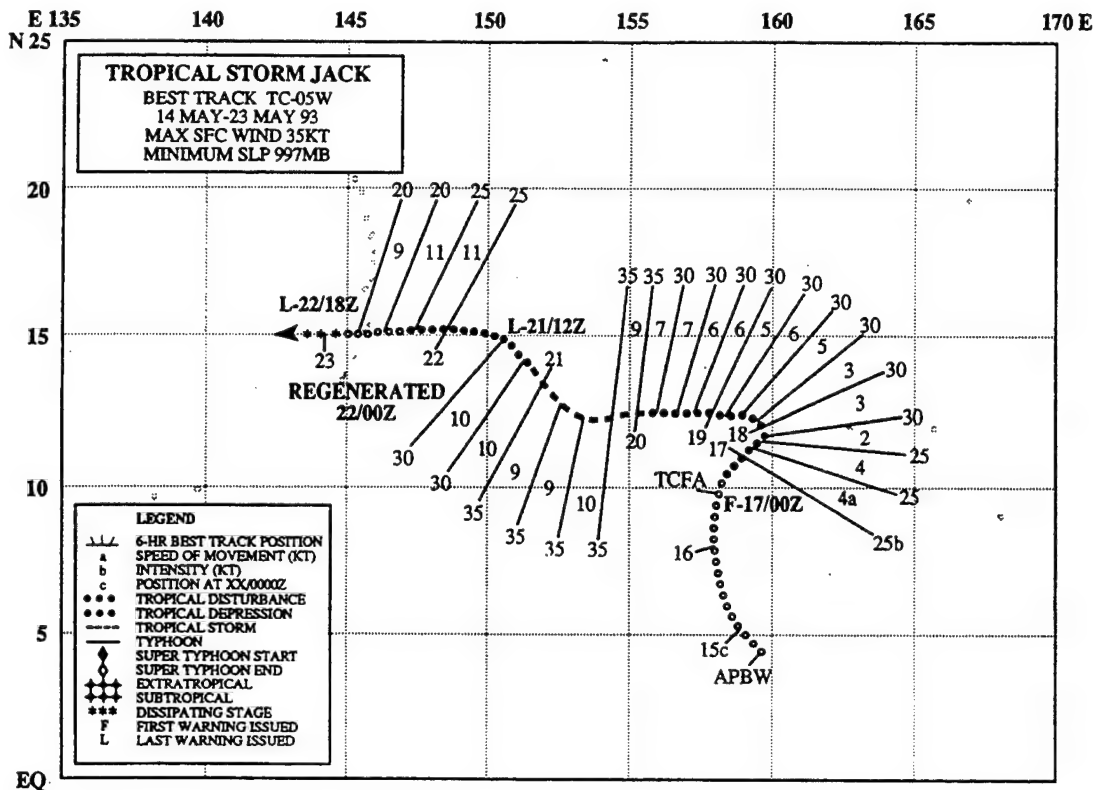 E 135 140 145 150 155 160 165 170 E
N 25
TROPICAL STORM JACK
BEST TRACK TC-05W
14 MAY-23 MAY 93
MAX SFC WIND 35KT
MINIMUM SLP 997MB
20
20 20 25 25
9 11 11
35 35 30 30 30 30 30 30 30 30 30
9 7 7 6 6 5 6 5 3 3 2 4 4a
25 25 25b
L-22/18Z
15
L-21/12Z
23 22 21 20 19 18 17
REGENERATED
22/00Z
30 30 35 35 35 35
10 10 9 9 10
TCFA
F-17/00Z
10
16
15c
APBW
LEGEND
6-HR BEST TRACK POSITION
a SPEED OF MOVEMENT (KT)
b INTENSITY (KT)
c POSITION AT XX/0000Z
TROPICAL DISTURBANCE
TROPICAL DEPRESSION
TROPICAL STORM
TYPHOON
SUPER TYPHOON START
SUPER TYPHOON END
EXTRATROPICAL
SUBTROPICAL
*** DISSIPATING STAGE
F FIRST WARNING ISSUED
L LAST WARNING ISSUED
5
EQ